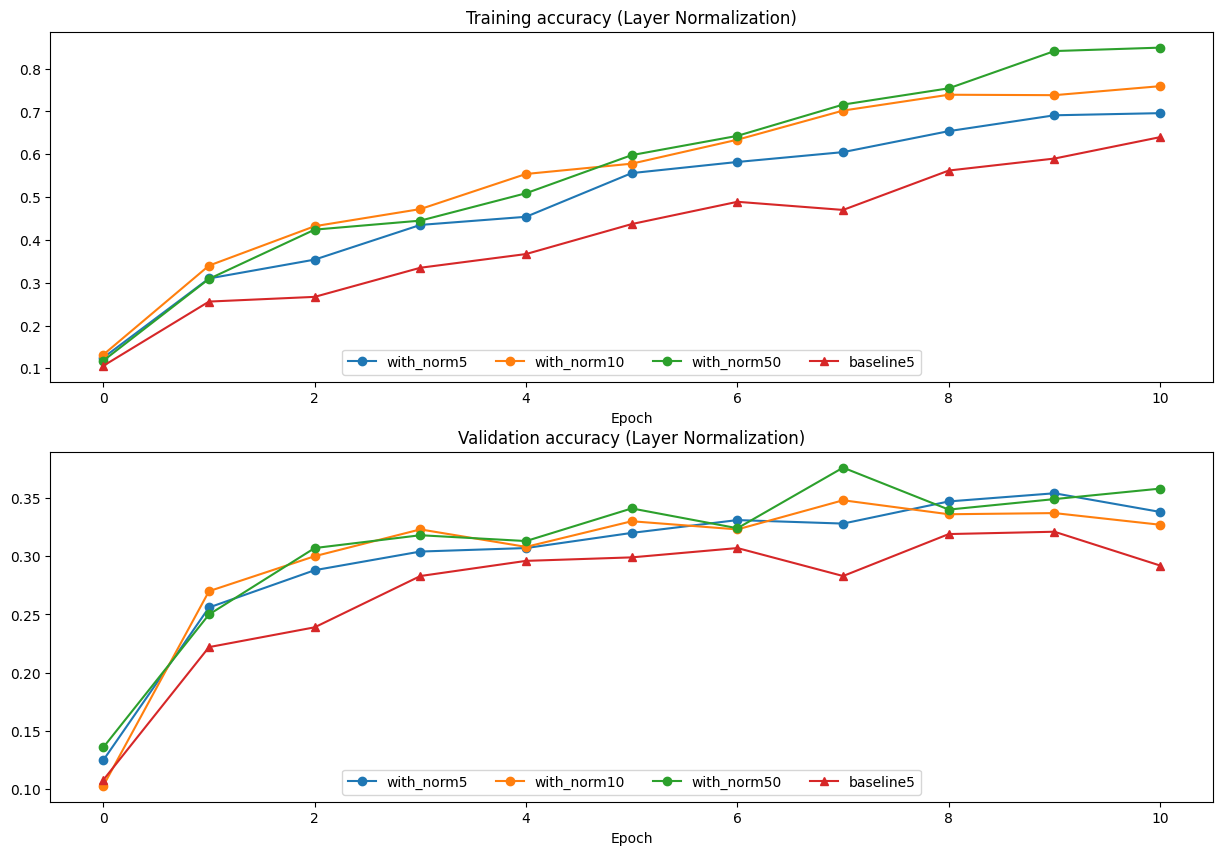 Training accuracy (Layer Normalization)
0.8
0.7
0.6
0.5
0.4
0.3
0.2
0.1
with_norm5 with_norm10 with_norm50 baseline5
0 2 4 6 8 10
Epoch
Validation accuracy (Layer Normalization)
0.35
0.30
0.25
0.20
0.15
0.10
with_norm5 with_norm10 with_norm50 baseline5
0 2 4 6 8 10
Epoch